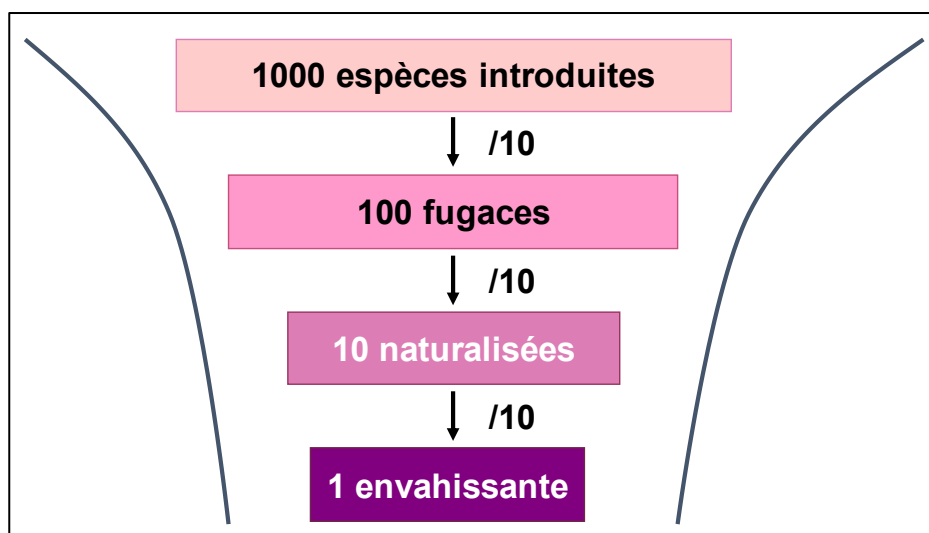 1000 espèces introduites
/10
100 fugaces
/10
10 naturalisées
/10
1 envahissante